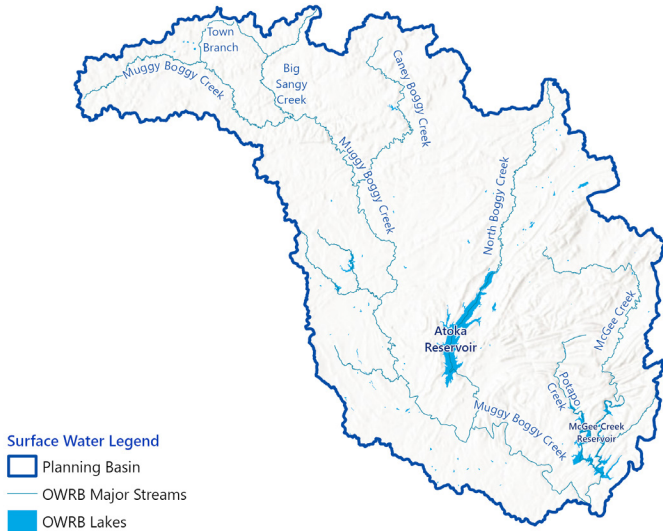 Town
Branch
Muggy Boggy Creek
Big
Sangy
Creek
Caney Boggy Creek
Muggy Boggy Creek
North Boggy Creek
McGee Creek
Atoka
Reservoir
Potapo
Creek
Muggy Boggy Creek
McGee Creek
Reservoir
Surface Water Legend
Planning Basin
OWRB Major Streams
OWRB Lakes